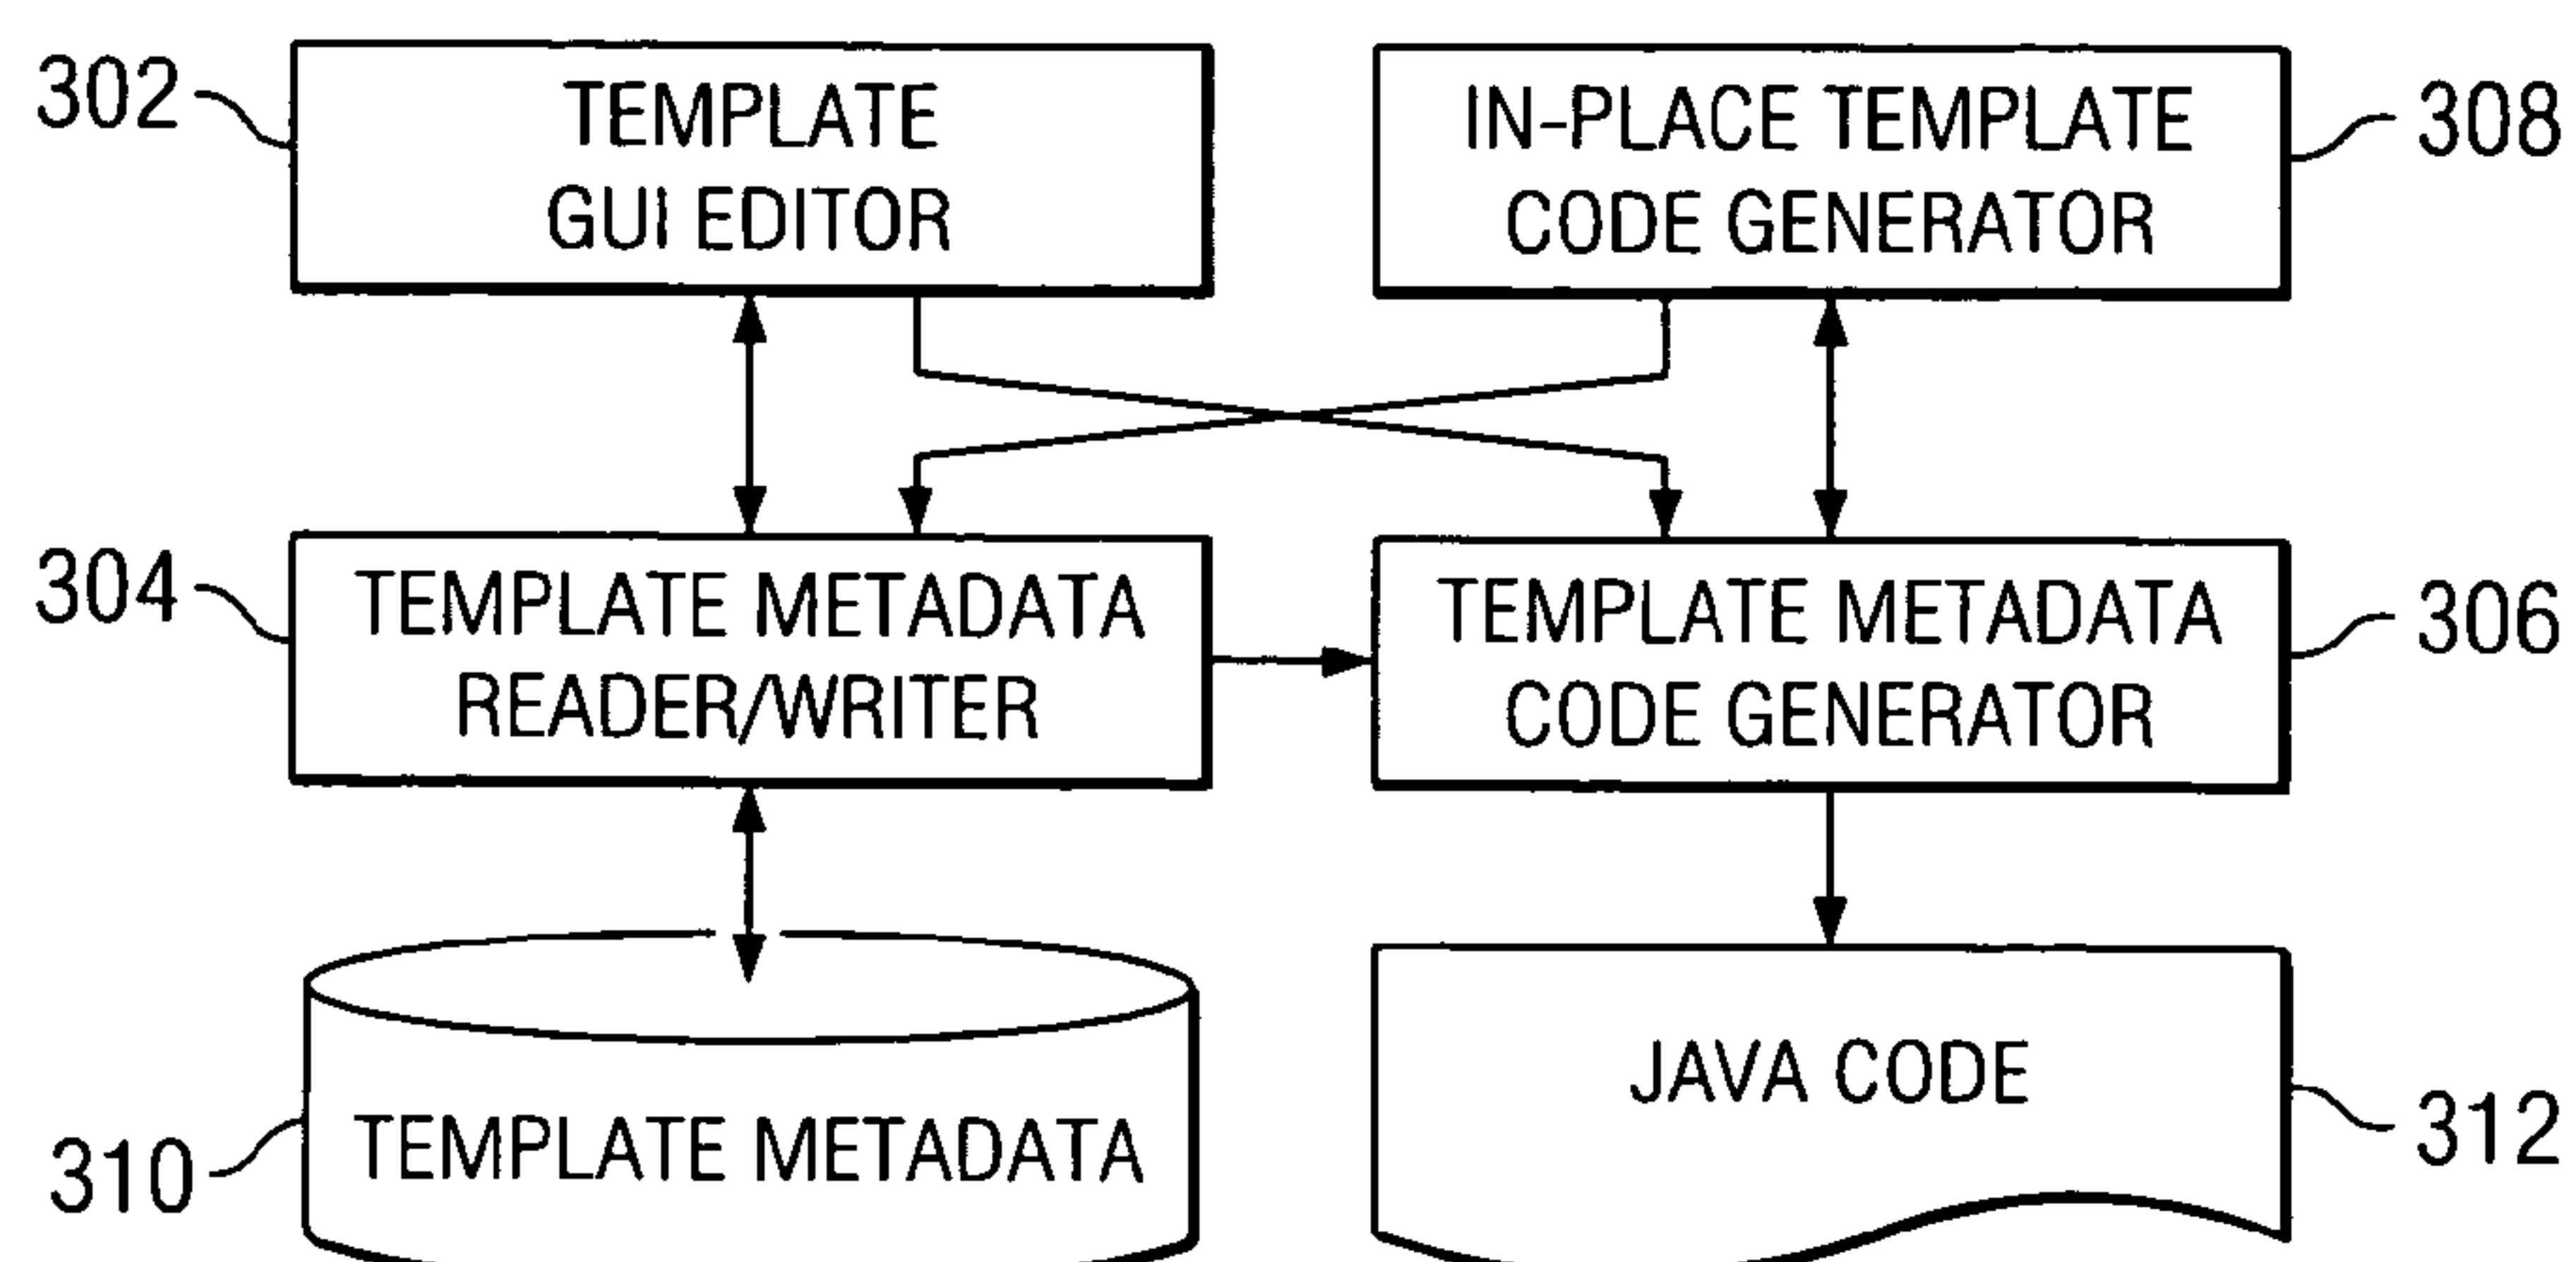 302
TEMPLATE
GUI EDITOR
IN-PLACE TEMPLATE
CODE GENERATOR
308
304
TEMPLATE METADATA
READER/WRITER
TEMPLATE METADATA
CODE GENERATOR
306
310
TEMPLATE METADATA
JAVA CODE
312